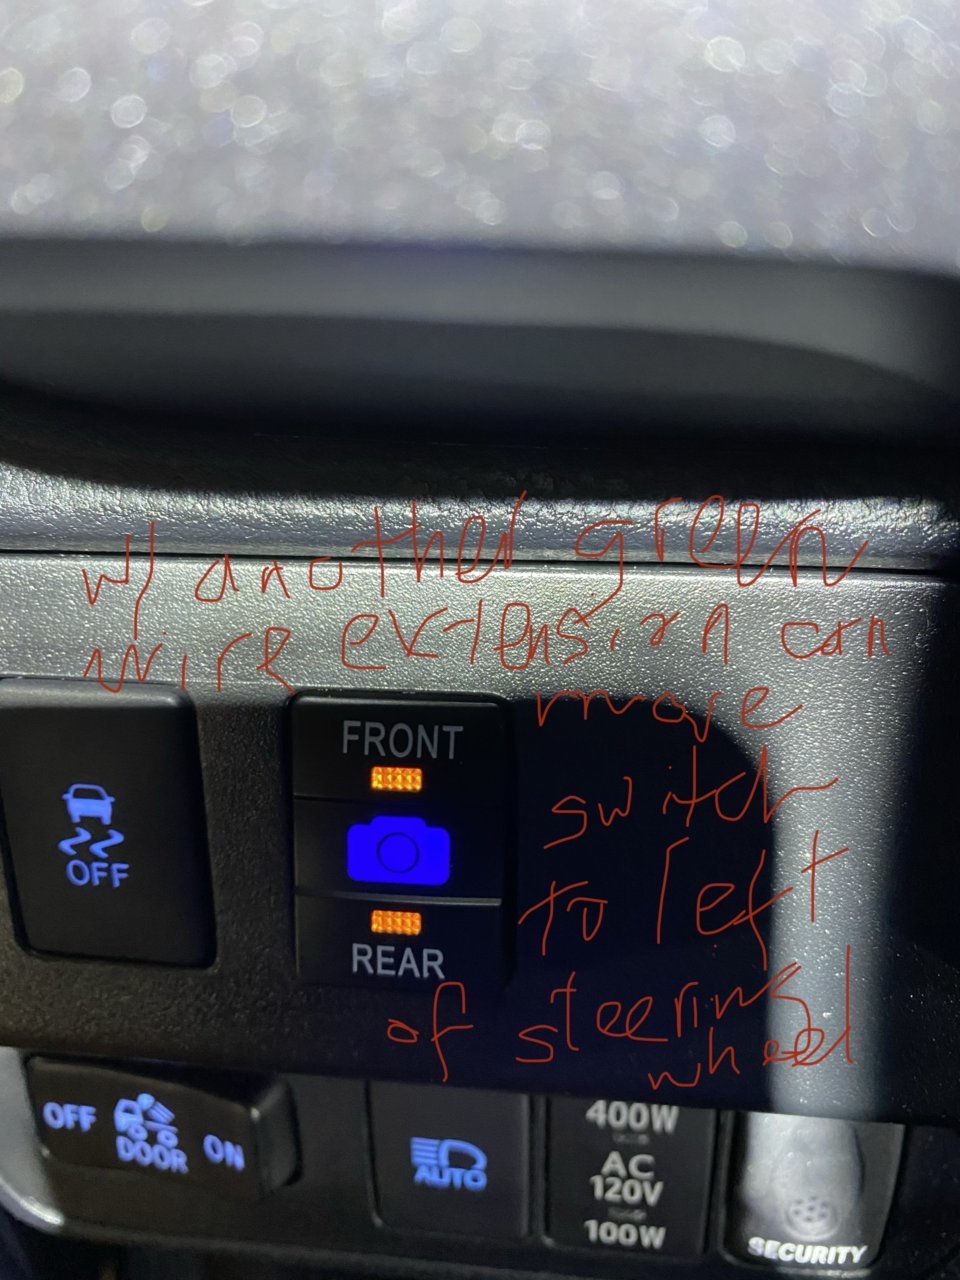 w/ another green
wire extension can
move
switch
to left
of steering
wheel
FRONT
REAR
OFF
OFF
DOOR
ON
AUTO
400W
AC
120V
100W
SECURITY